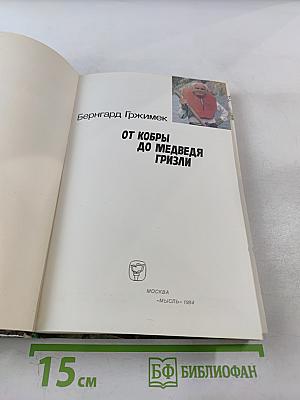 Бернгард Гржимек
ОТ КОБРЫ
ДО МЕДВЕДЯ
ГРИЗЛИ
МОСКВА
«МЫСЛЬ» 1984
15 см
БФ БИБЛИОФАН